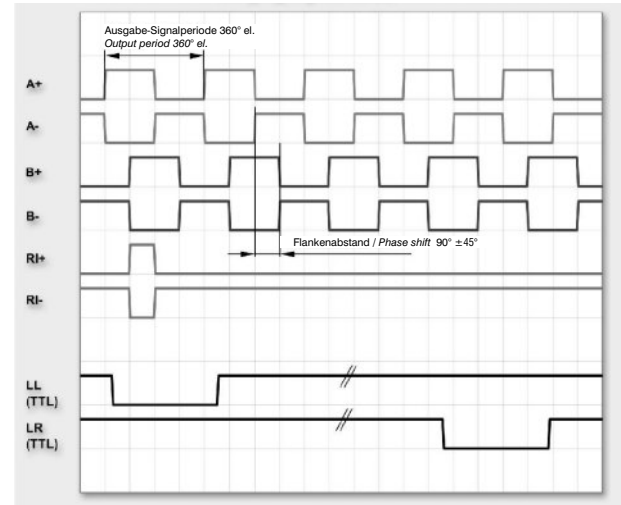 Ausgabe-Signalperiode 360° el.
Output period 360° el.
A+
A-
B+
B-
Flankenabstand / Phase shift 90° ±45°
RI+
RI-
LL
(TTL)
LR
(TTL)